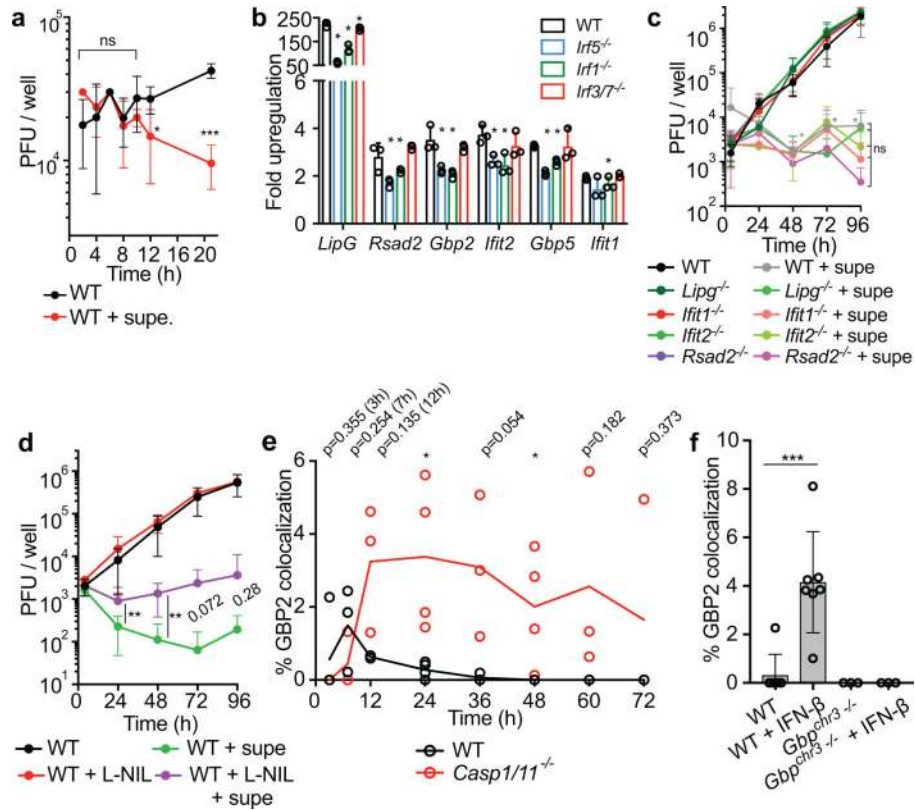 a
PFU / well
10^5
10^4
ns
*
***
0 4 8 12 16 20
Time (h)
WT
WT + supe.
b
Fold upregulation
250
150
50
6
4
2
0
* * *
* *
* *
* *
* *
*
WT
Irf5^-/-
Irf1^-/-
Irf3/7^-/-
LipG Rsad2 Gbp2 Ifit2 Gbp5 Ifit1
c
PFU / well
10^7
10^6
10^5
10^4
10^3
10^2
* * *
ns
0 24 48 72 96
Time (h)
WT WT + supe
Lipg^-/- Lipg^-/- + supe
Ifit1^-/- Ifit1^-/- + supe
Ifit2^-/- Ifit2^-/- + supe
Rsad2^-/- Rsad2^-/- + supe
d
PFU / well
10^6
10^5
10^4
10^3
10^2
10^1
** ** 0.072 0.28
0 24 48 72 96
Time (h)
WT WT + supe
WT + L-NIL WT + L-NIL
+ supe
e
p=0.355 (3h)
p=0.254 (7h)
p=0.135 (12h)
*
p=0.054
*
p=0.182
p=0.373
% GBP2 colocalization
6
4
2
0
0 12 24 36 48 60 72
Time (h)
WT
Casp1/11^-/-
f
% GBP2 colocalization
10
8
6
4
2
0
***
WT
WT + IFN-β
Gbp^chr3 -/-
Gbp^chr3 -/- + IFN-β